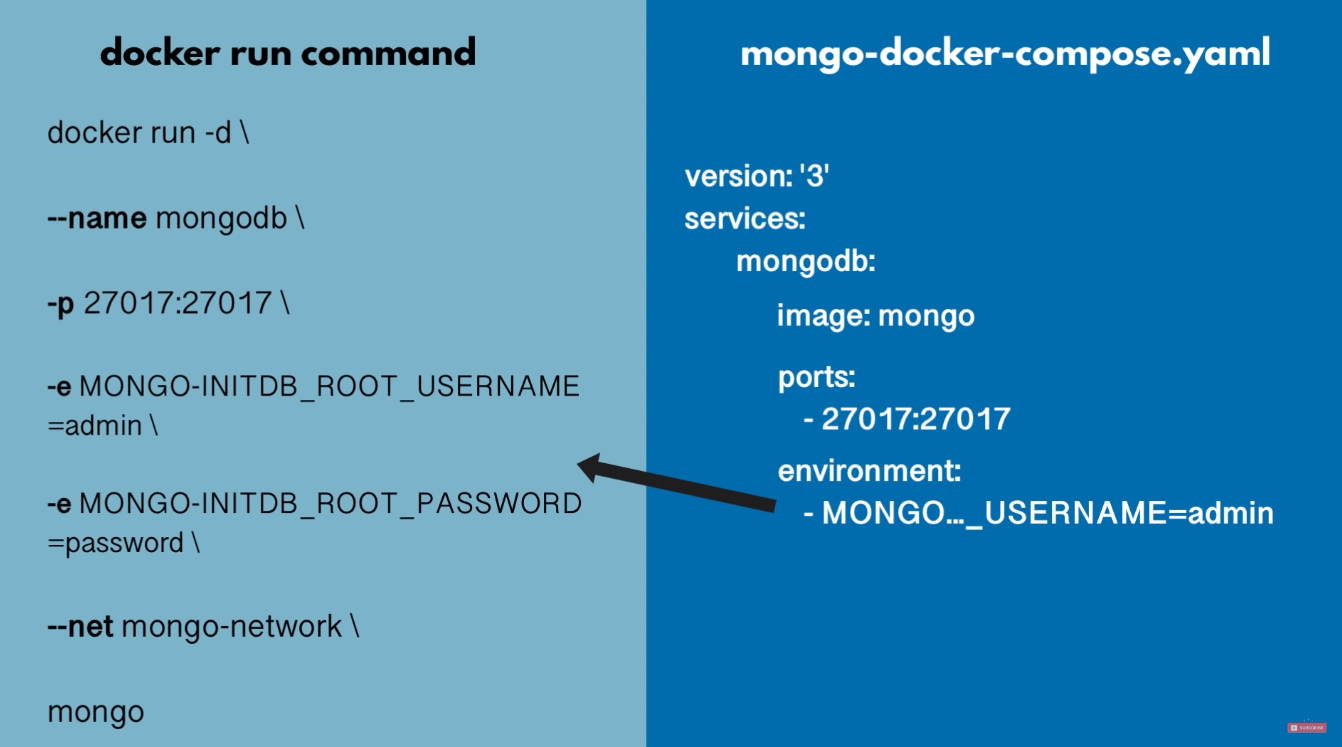 docker run command
docker run -d \
--name mongodb \
-p 27017:27017 \
-e MONGO-INITDB_ROOT_USERNAME
=admin \
-e MONGO-INITDB_ROOT_PASSWORD
=password \
--net mongo-network \
mongo
mongo-docker-compose.yaml
version: '3'
services:
mongodb:
image: mongo
ports:
- 27017:27017
environment:
- MONGO..._USERNAME=admin
SUBSCRIBE